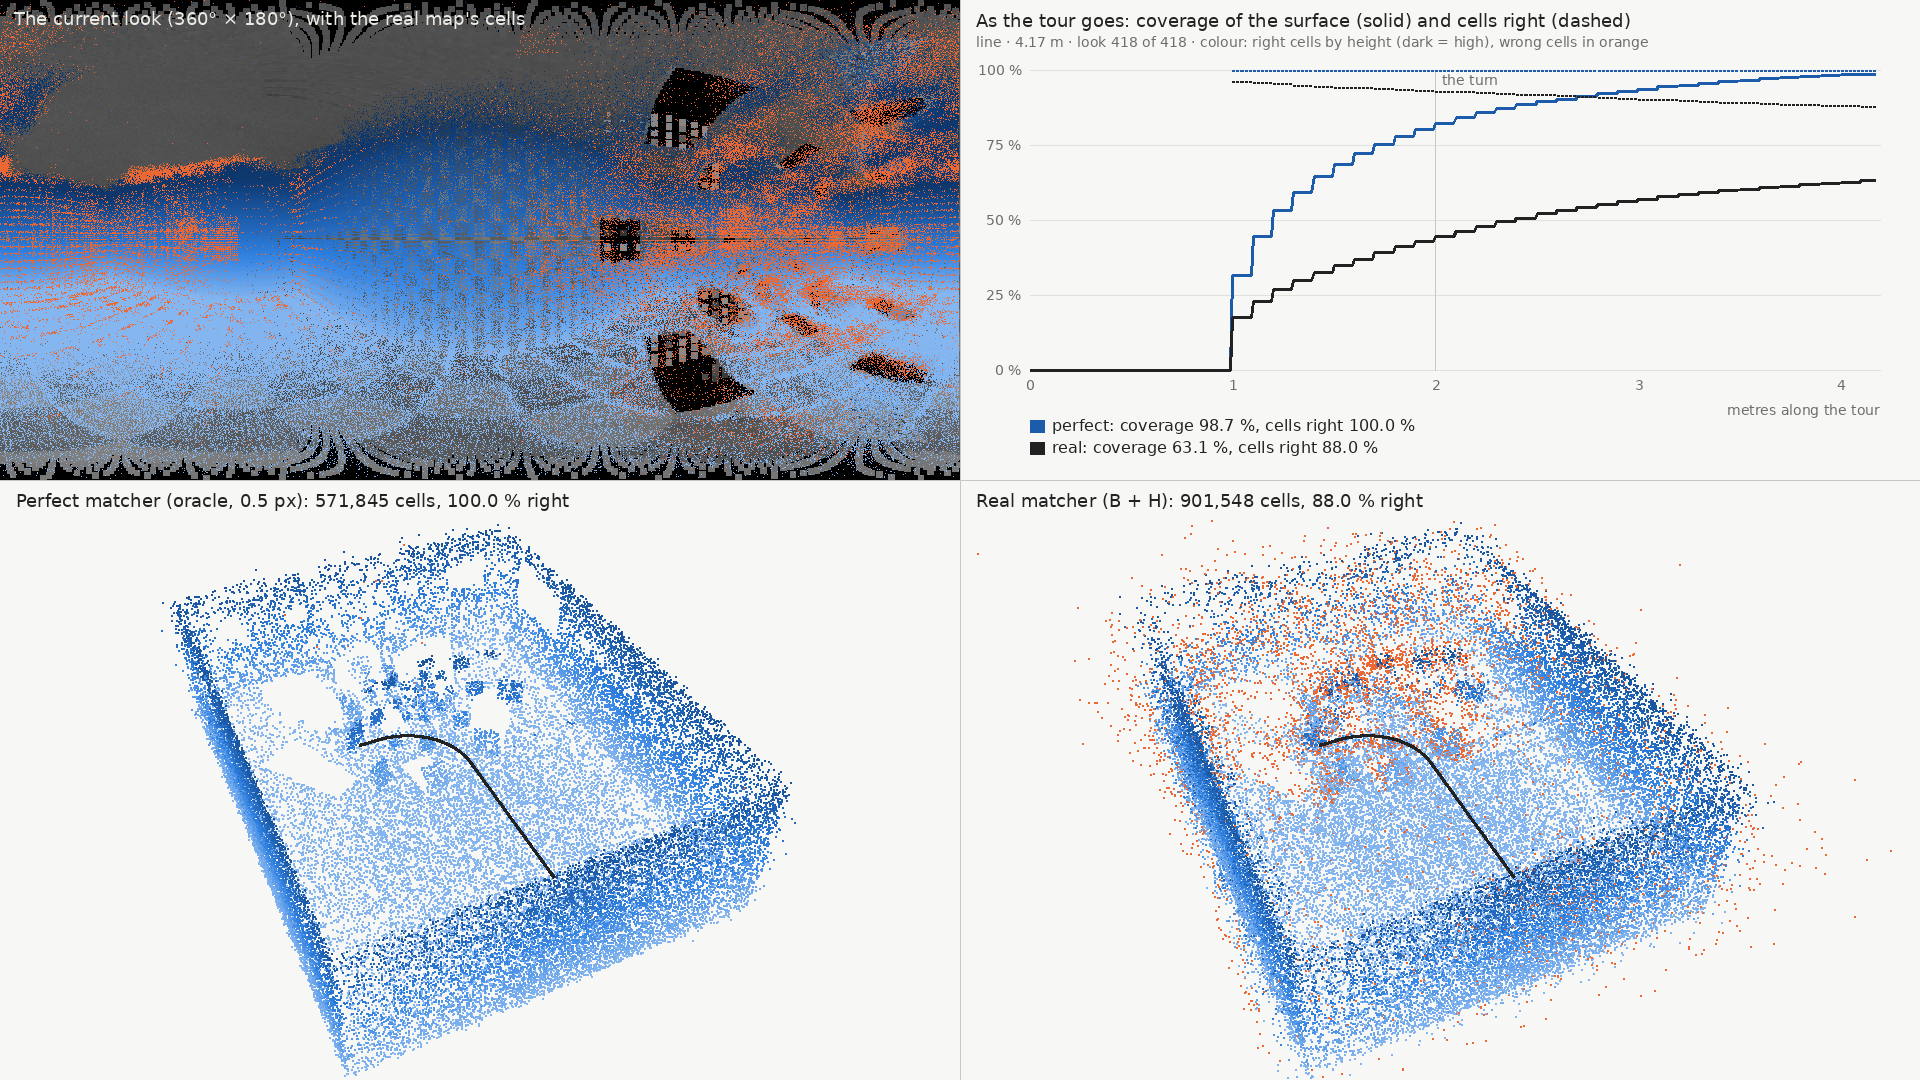 The current look (360° × 180°), with the real map's cells
As the tour goes: coverage of the surface (solid) and cells right (dashed)
line · 4.17 m · look 418 of 418 · colour: right cells by height (dark = high), wrong cells in orange
100 %
the turn
75 %
50 %
25 %
0 %
0 1 2 3 4
metres along the tour
perfect: coverage 98.7 %, cells right 100.0 %
real: coverage 63.1 %, cells right 88.0 %
Perfect matcher (oracle, 0.5 px): 571,845 cells, 100.0 % right
Real matcher (B + H): 901,548 cells, 88.0 % right